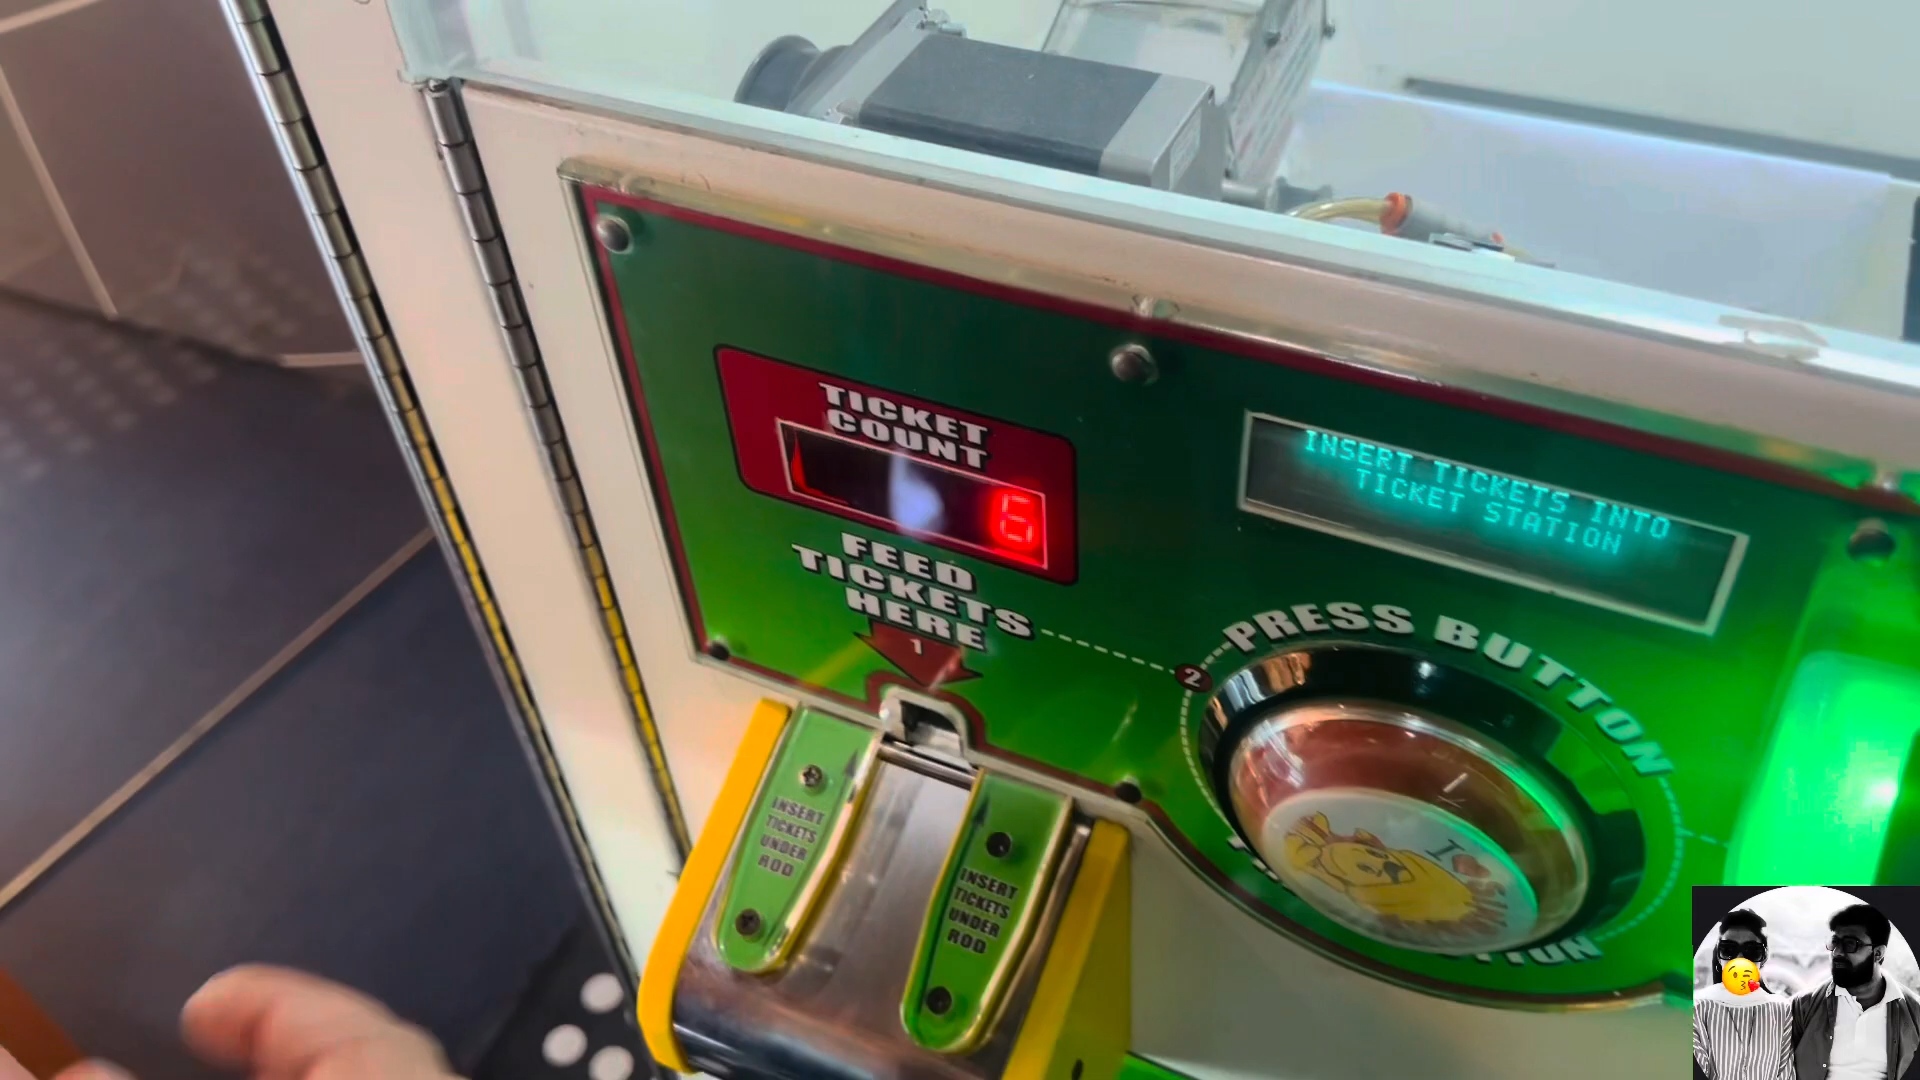 TICKET
COUNT
6
INSERT TICKETS INTO
TICKET STATION
FEED
TICKETS
HERE
1
2
PRESS BUTTON
INSERT
TICKETS
UNDER
ROD
INSERT
TICKETS
UNDER
ROD
I